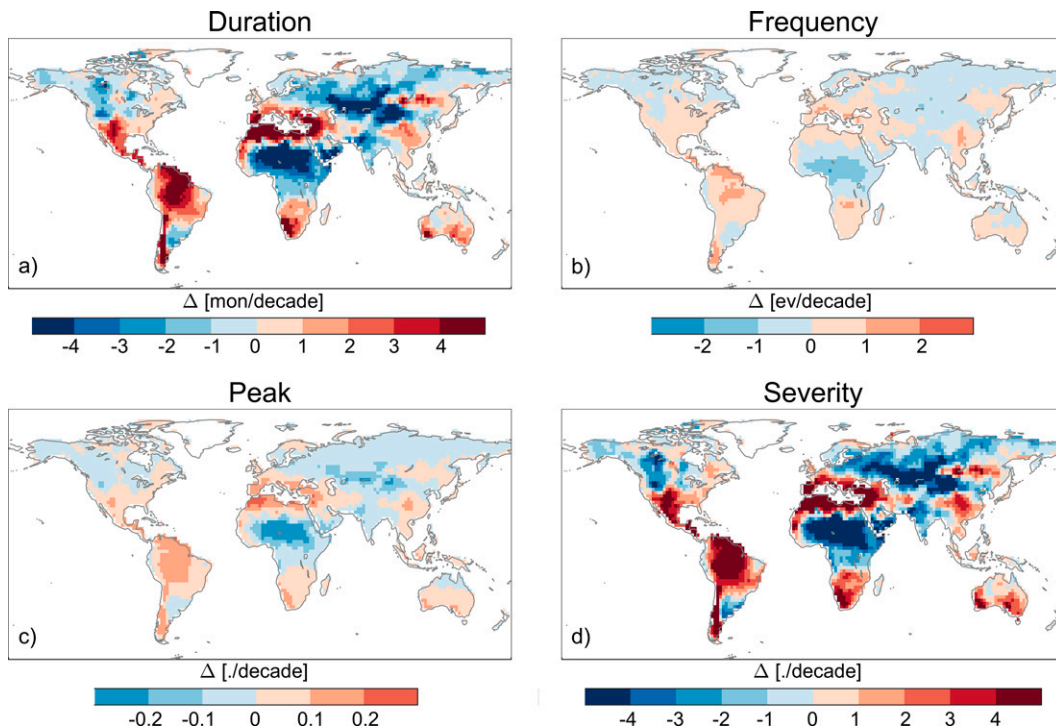 Duration
Frequency
a)
b)
Δ [mon/decade]
Δ [ev/decade]
-4 -3 -2 -1 0 1 2 3 4
-2 -1 0 1 2
Peak
Severity
c)
d)
Δ [./decade]
Δ [./decade]
-0.2 -0.1 0 0.1 0.2
-4 -3 -2 -1 0 1 2 3 4